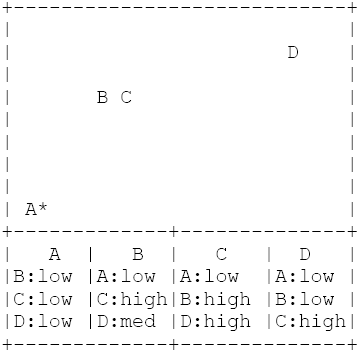 +----------------------------+
|                            |
|                       D    |
|                            |
|       B C                  |
|                            |
|                            |
|                            |
|                            |
| A*                         |
+-------------+--------------+
|   A  |   B  |   C   |  D   |
|B:low |A:low |A:low  |A:low |
|C:low |C:high|B:high |B:low |
|D:low |D:med |D:high |C:high|
+-------------+--------------+